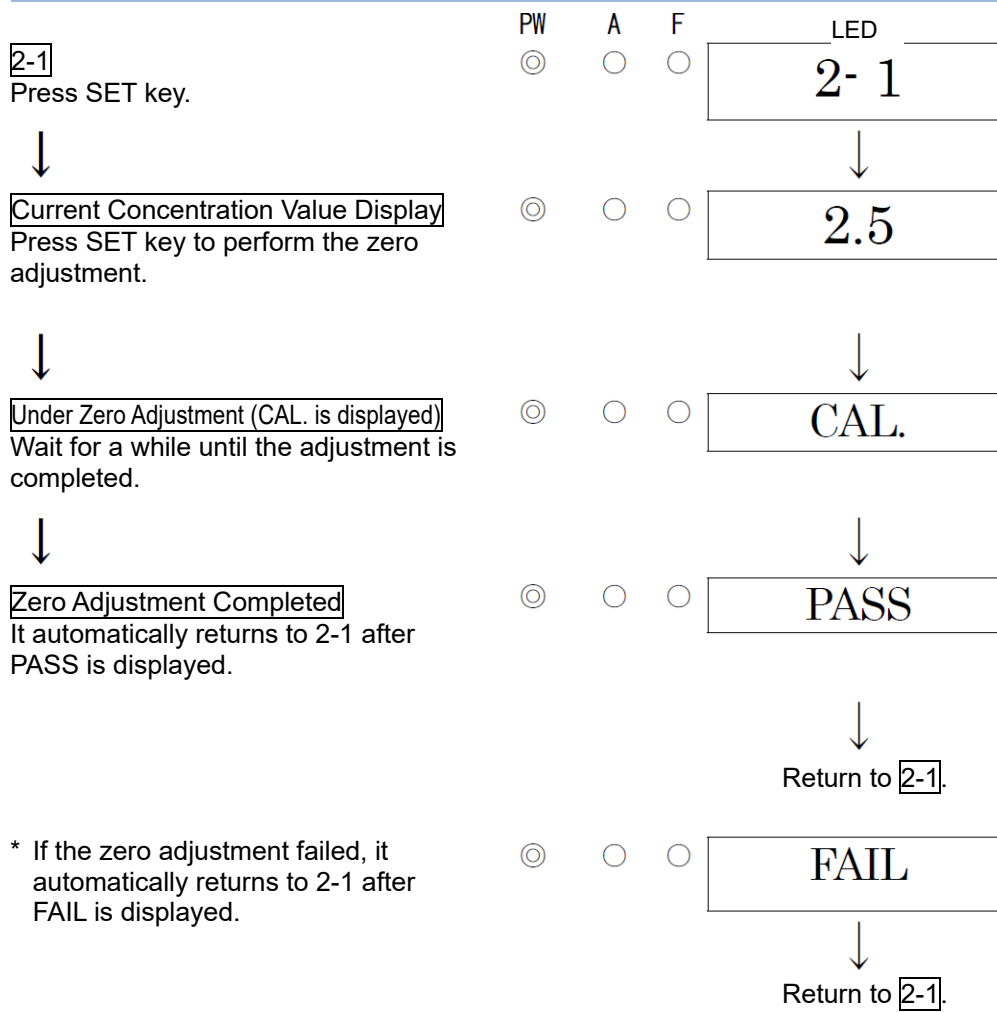 PW A F LED
2-1
Press SET key.
2- 1
Current Concentration Value Display
Press SET key to perform the zero
adjustment.
2.5
Under Zero Adjustment (CAL. is displayed)
Wait for a while until the adjustment is
completed.
CAL.
Zero Adjustment Completed
It automatically returns to 2-1 after
PASS is displayed.
PASS
Return to 2-1.
* If the zero adjustment failed, it
automatically returns to 2-1 after
FAIL is displayed.
FAIL
Return to 2-1.